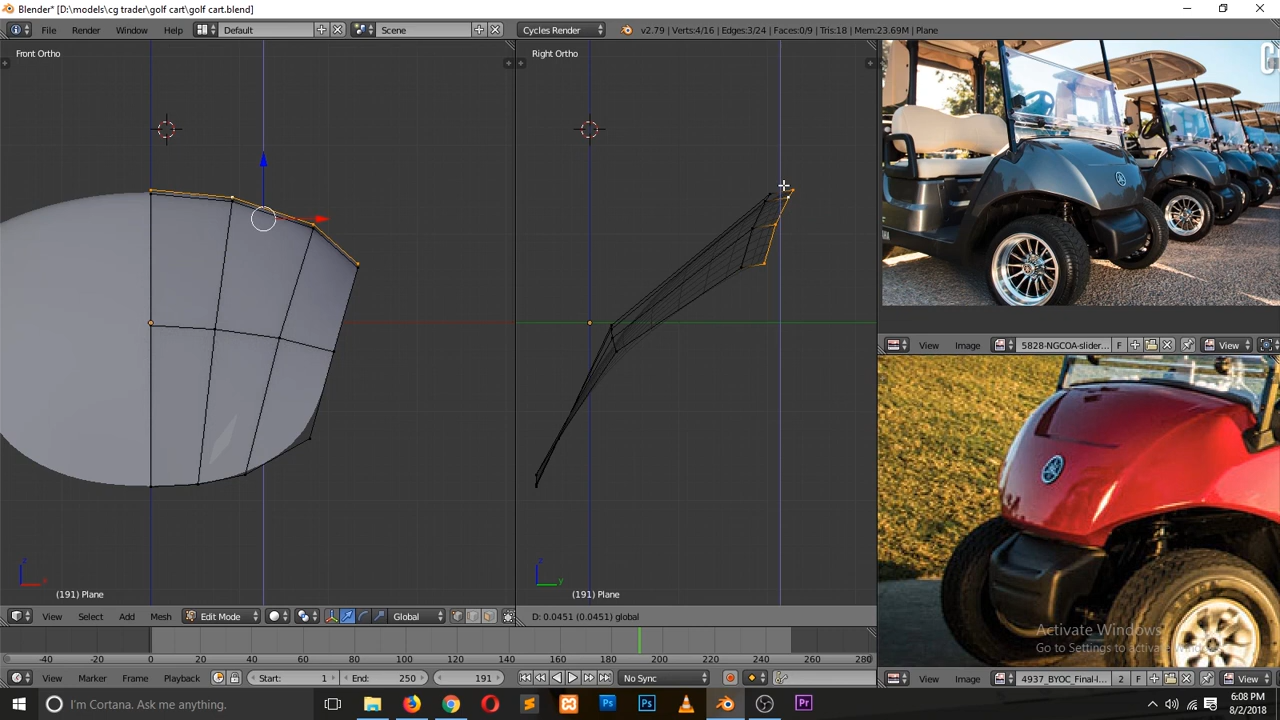 Blender* [D:\models\cg trader\golf cart\golf cart.blend]
File Render Window Help Default Scene Cycles Render v2.79 | Verts:4/16 | Edges:3/24 | Faces:0/9 | Tris:18 | Mem:23.69M | Plane
Front Ortho
Right Ortho
z
x
(191) Plane
z
y
(191) Plane
View Image 5828-NGCOA-slider... F View
View Select Add Mesh Edit Mode Global
D: 0.0451 (0.0451) global
Activate Windows
Go to Settings to activate Windows.
-40 -20 0 20 40 60 80 100 120 140 160 180 200 220 240 260 280
View Marker Frame Playback Start: 1 End: 250 191 No Sync
View Image 4937_BYOC_Final-l... 2 F View
I'm Cortana. Ask me anything.
Ps Ps Pr
6:08 PM
8/2/2018